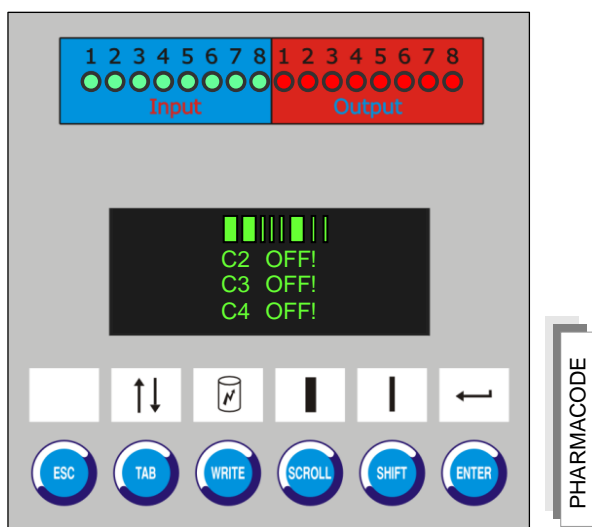 1 2 3 4 5 6 7 8 1 2 3 4 5 6 7 8
Input Output
C2 OFF!
C3 OFF!
C4 OFF!
ESC TAB WRITE SCROLL SHIFT ENTER
PHARMACODE